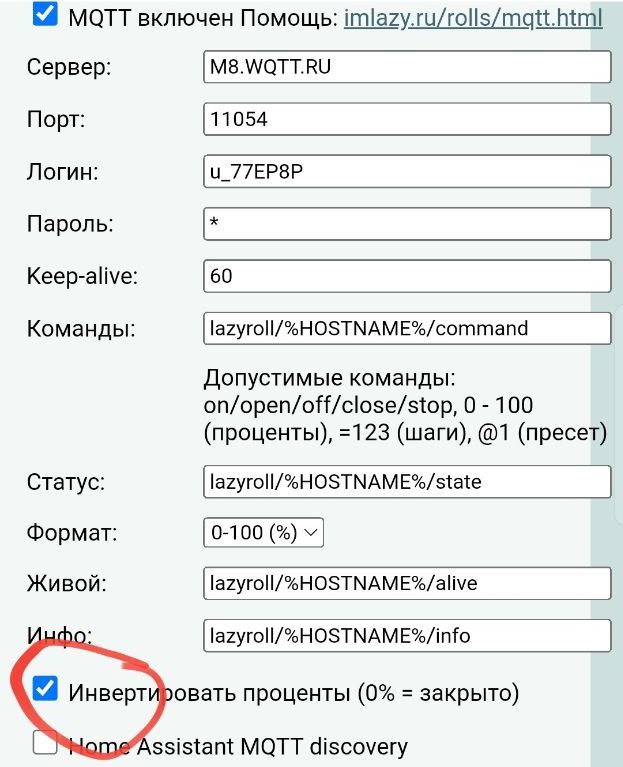 MQTT включен Помощь: imlazy.ru/rolls/mqtt.html
Сервер: M8.WQTT.RU
Порт: 11054
Логин: u_77EP8P
Пароль: *
Keep-alive: 60
Команды: lazyroll/%HOSTNAME%/command
Допустимые команды:
on/open/off/close/stop, 0 - 100
(проценты), =123 (шаги), @1 (пресет)
Статус: lazyroll/%HOSTNAME%/state
Формат: 0-100 (%)
Живой: lazyroll/%HOSTNAME%/alive
Инфо: lazyroll/%HOSTNAME%/info
Инвертировать проценты (0% = закрыто)
Home Assistant MQTT discovery